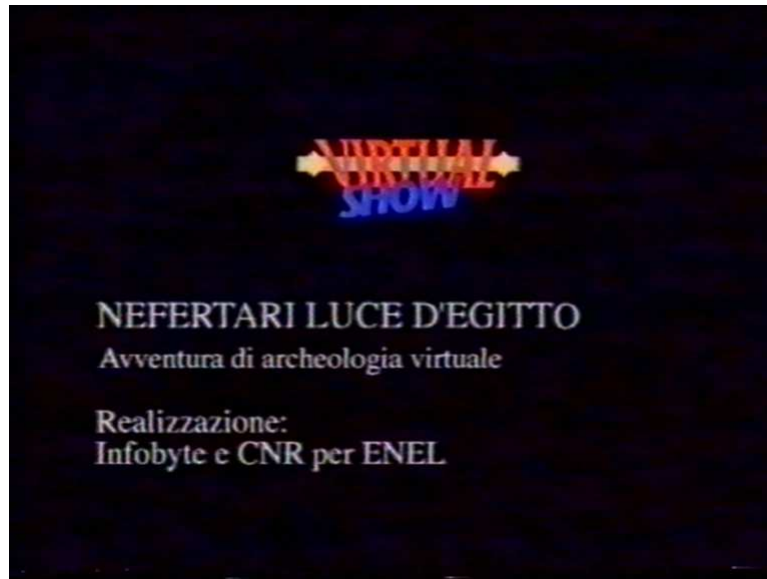 VIRTUAL
SHOW
NEFERTARI LUCE D'EGITTO
Avventura di archeologia virtuale
Realizzazione:
Infobyte e CNR per ENEL